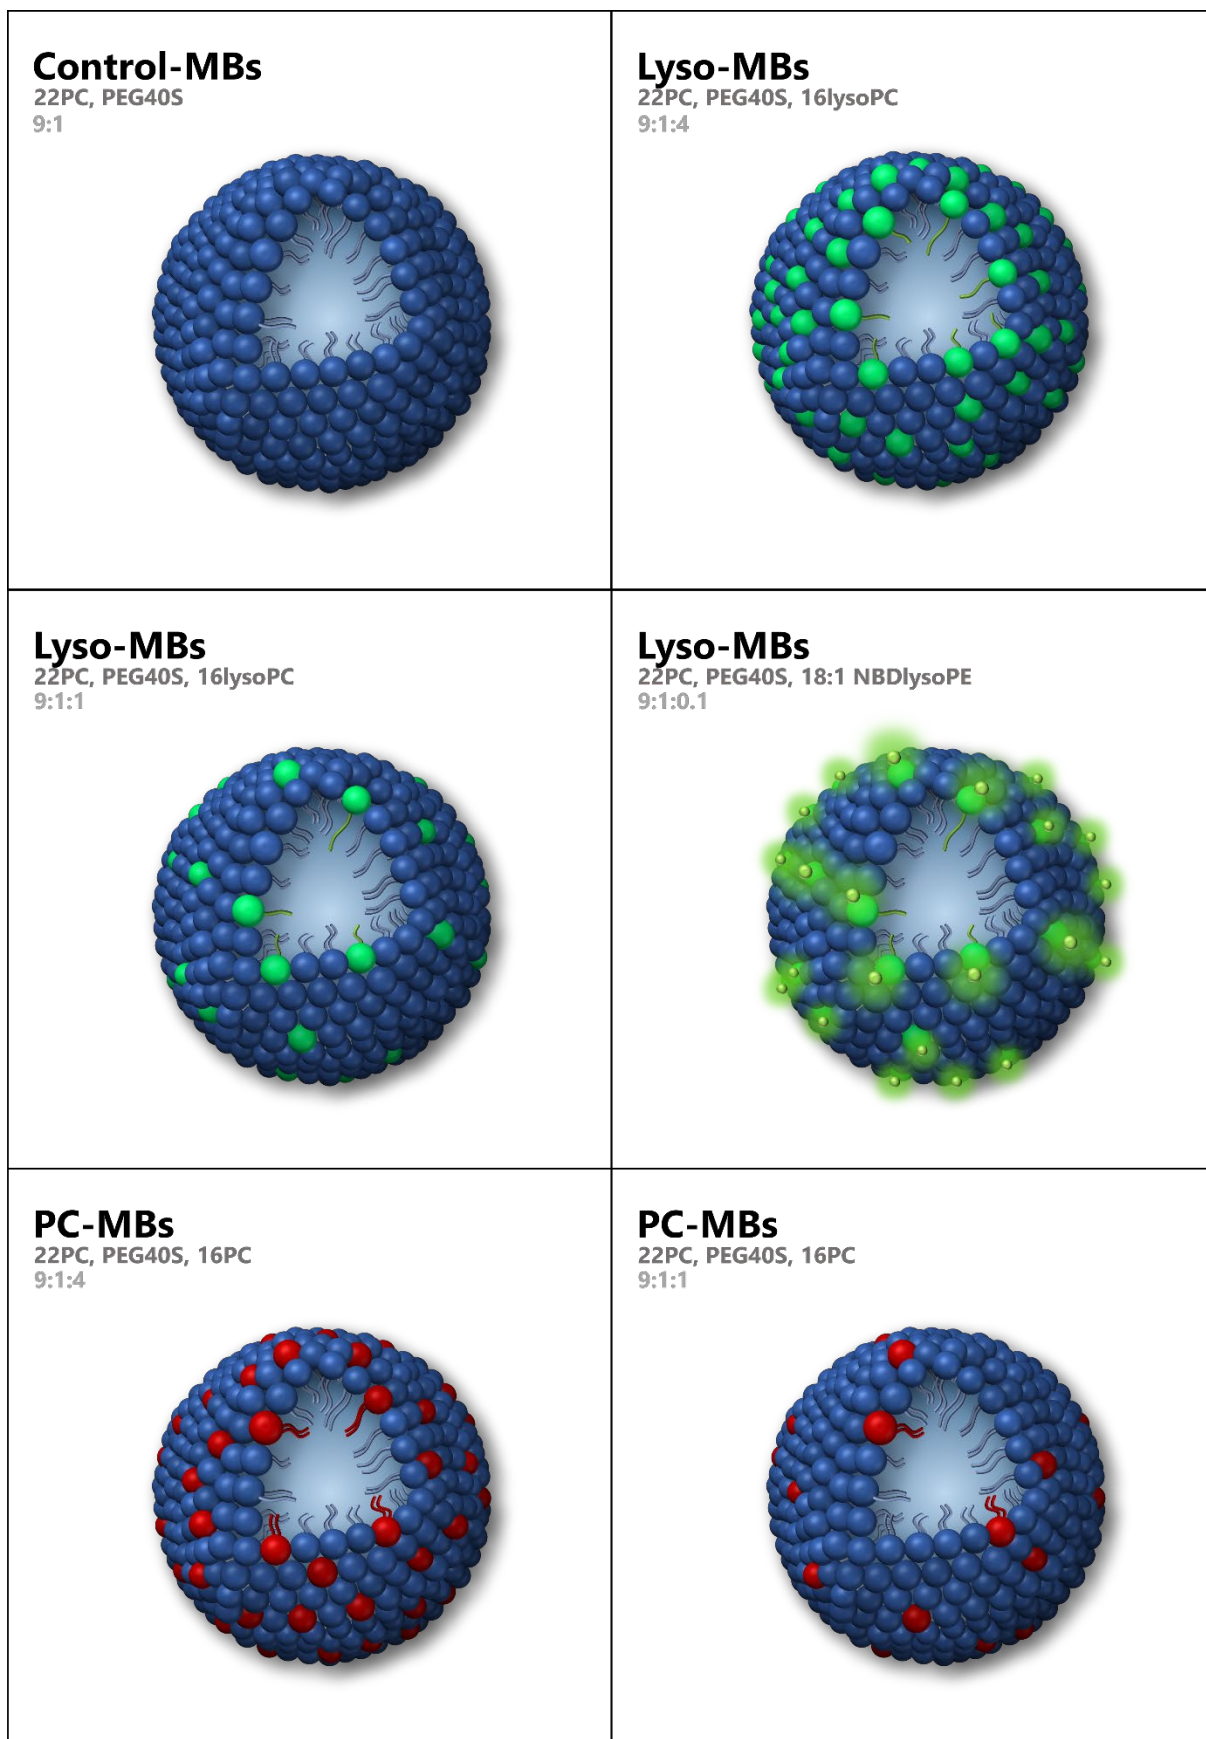 Control-MBs
22PC, PEG40S
9:1
Lyso-MBs
22PC, PEG40S, 16lysoPC
9:1:4
Lyso-MBs
22PC, PEG40S, 16lysoPC
9:1:1
Lyso-MBs
22PC, PEG40S, 18:1 NBDlysoPE
9:1:0.1
PC-MBs
22PC, PEG40S, 16PC
9:1:4
PC-MBs
22PC, PEG40S, 16PC
9:1:1